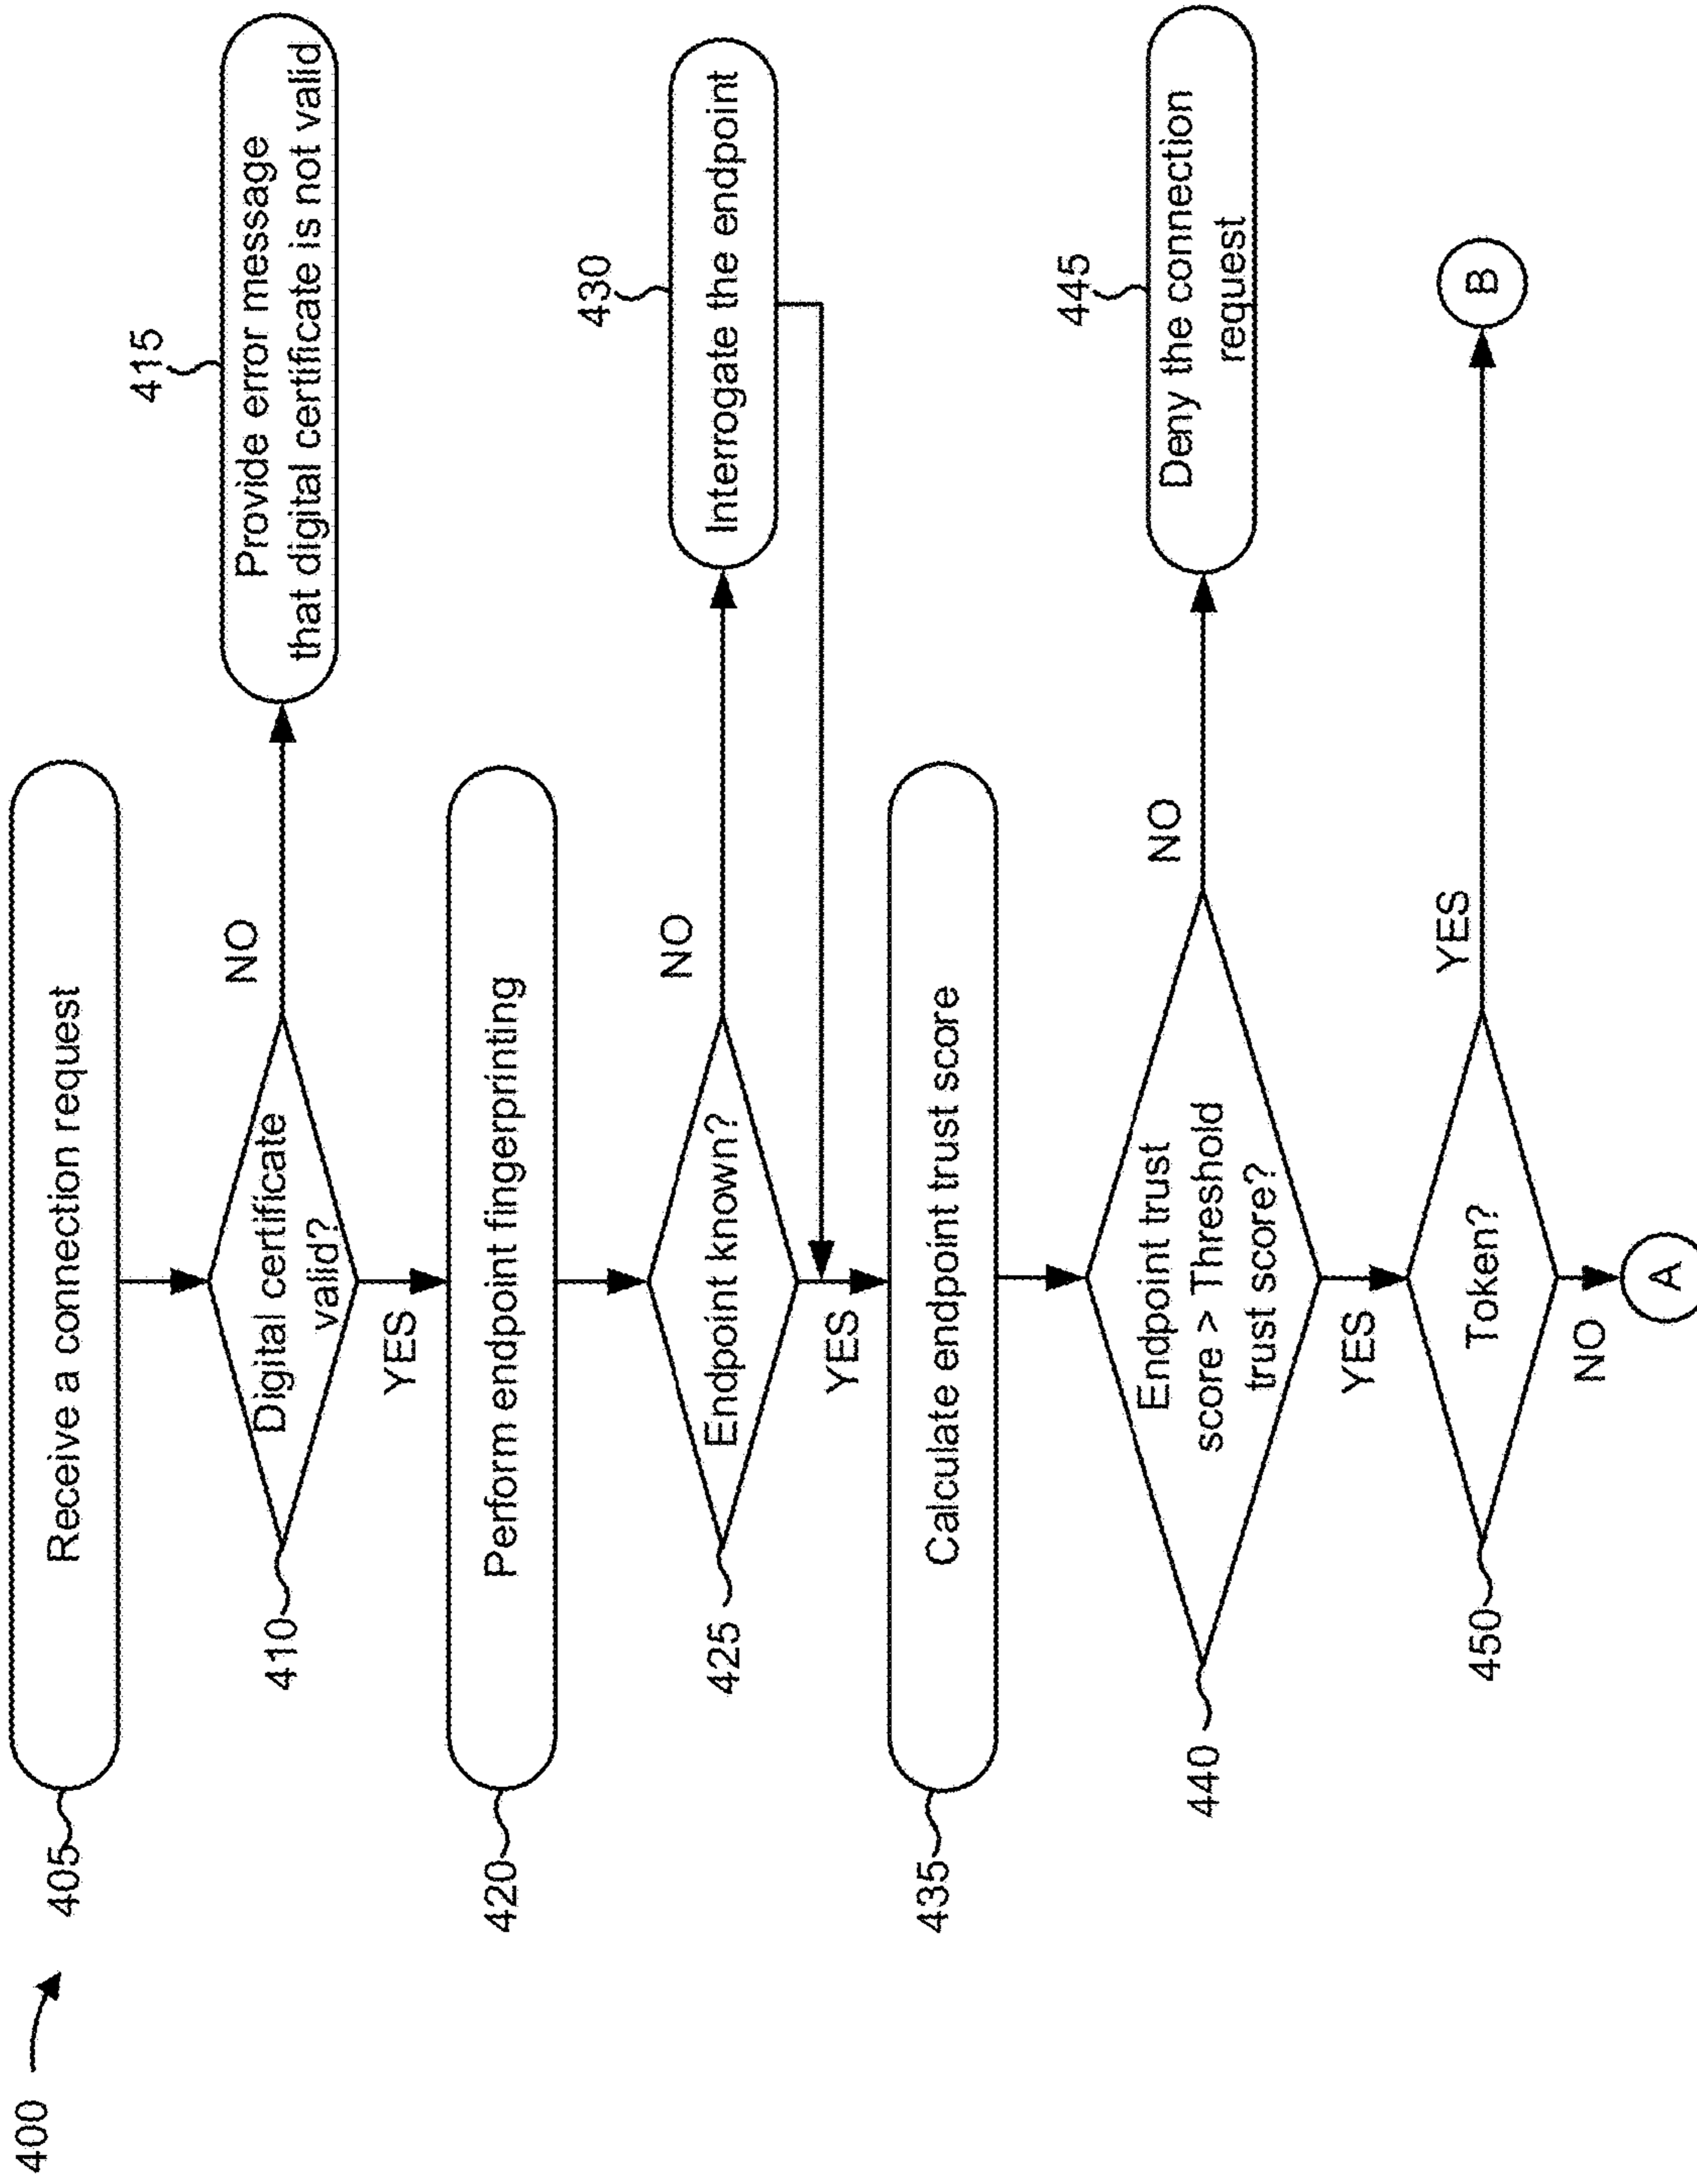 400
405
Receive a connection request
410
Digital certificate
valid?
NO
415
Provide error message
that digital certificate is not valid
YES
420
Perform endpoint fingerprinting
425
Endpoint known?
NO
430
Interrogate the endpoint
YES
435
Calculate endpoint trust score
440
Endpoint trust
score > Threshold
trust score?
NO
445
Deny the connection
request
YES
450
Token?
YES
B
NO
A